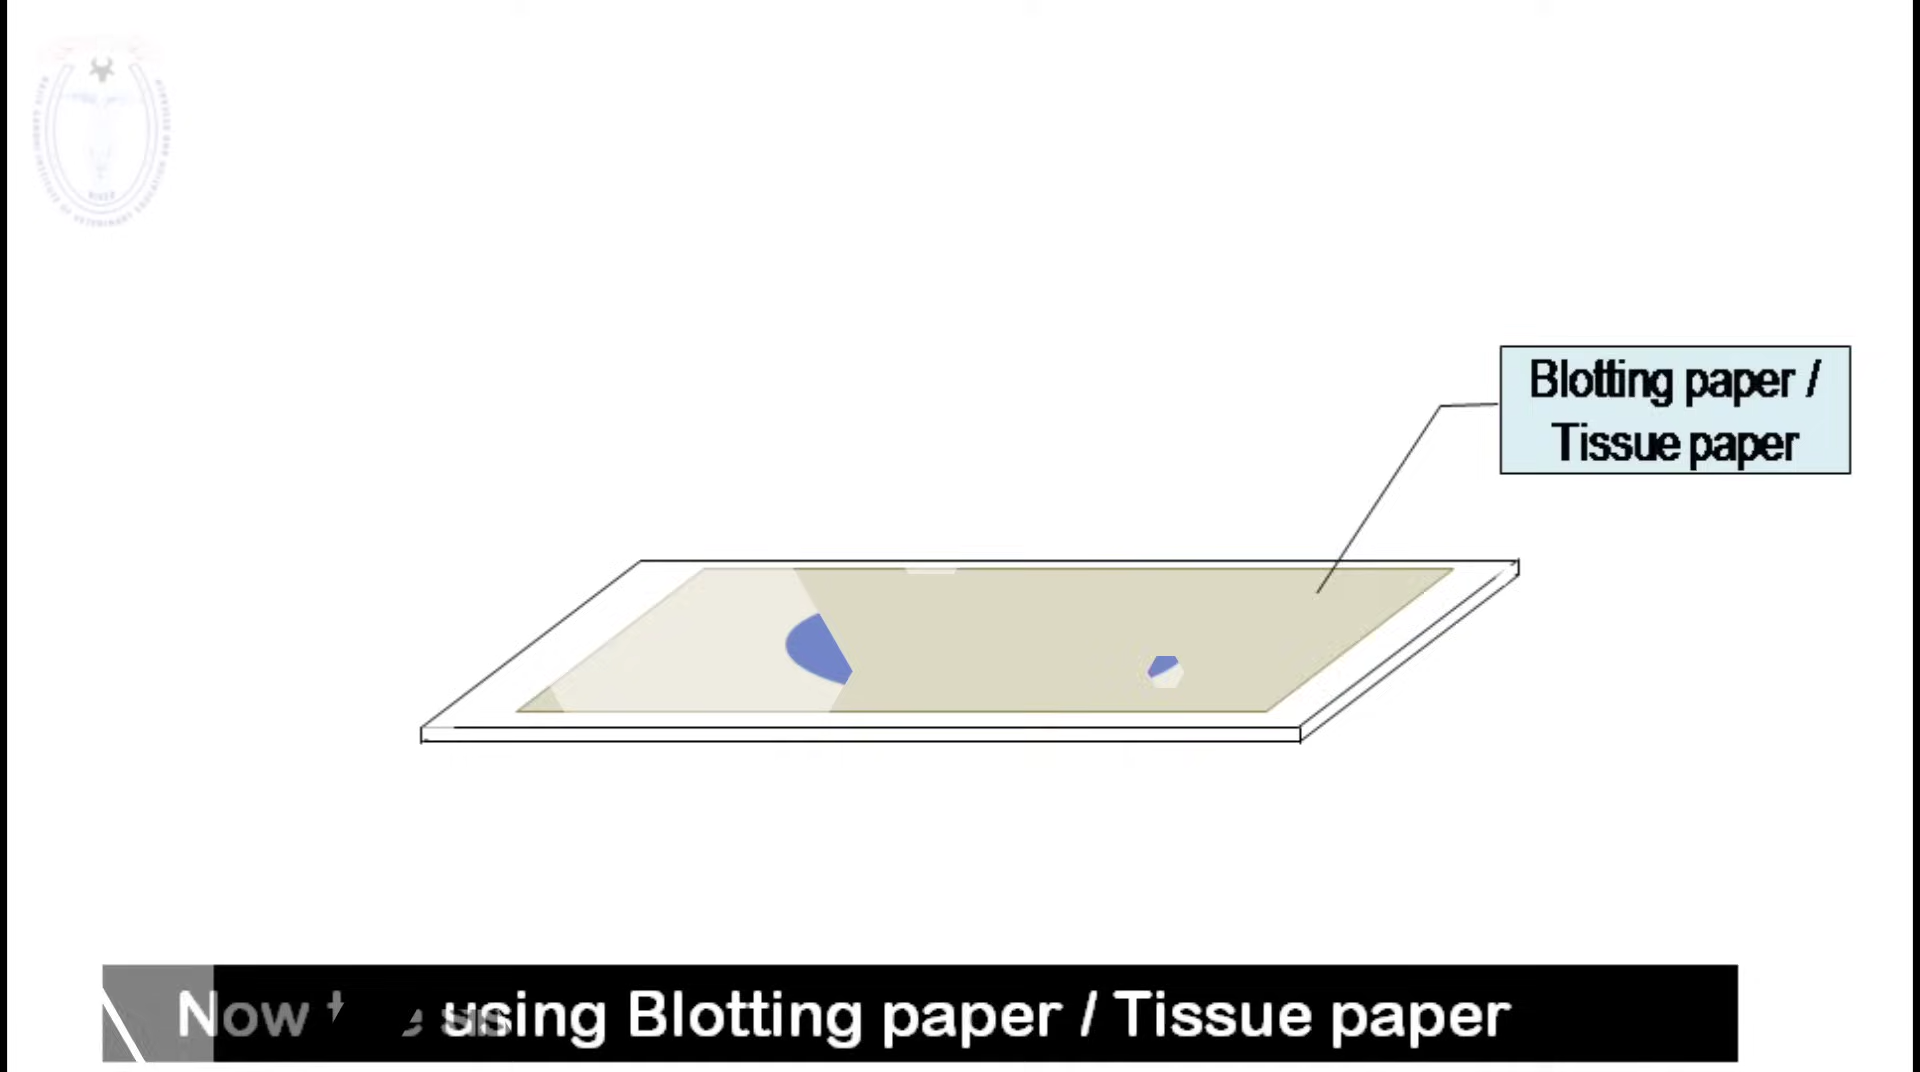 Blotting paper /
Tissue paper
Now using Blotting paper / Tissue paper